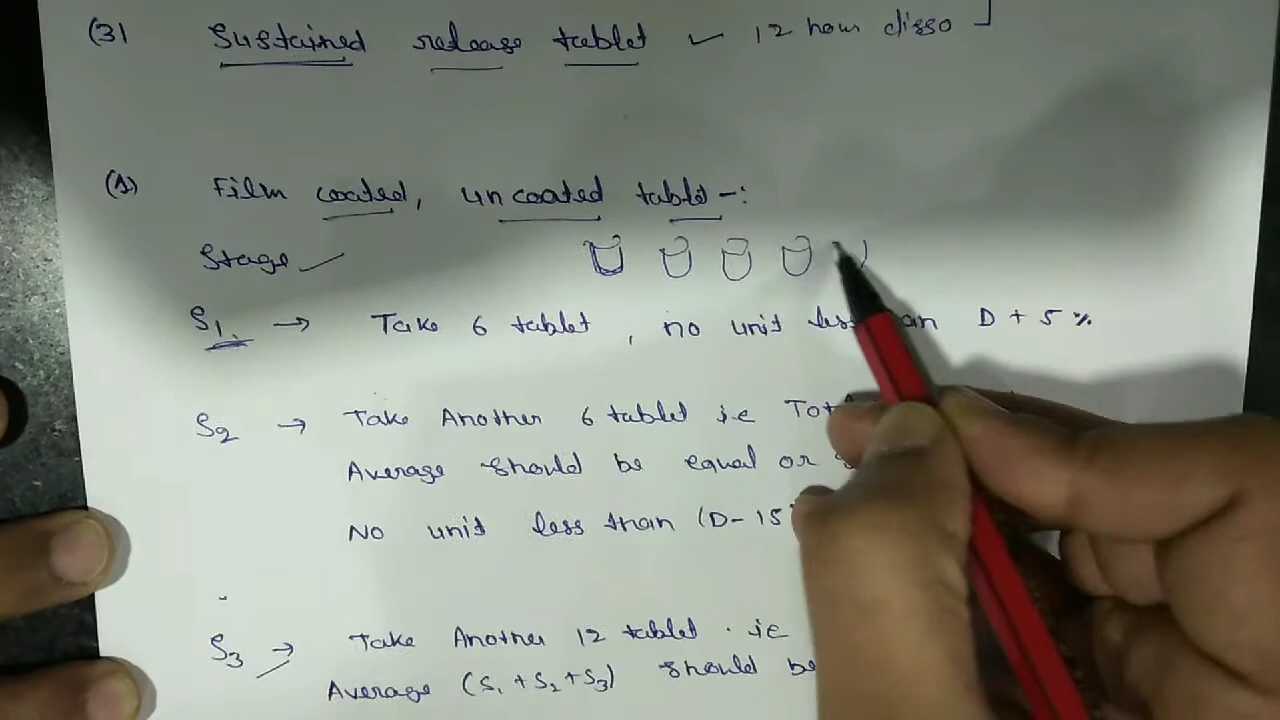 (3) Sustained release tablet ✓ 12 hour disso ]
(A) Film coated, uncoated tablet -:
Stage ✓
S1. → Take 6 tablet, no unit D + 5 %
S2 → Take Another 6 tablet i.e
Average should be equal or
No unit less than (D- 15
S3 → Take Another 12 tablet . ie
Average (S1 + S2 + S3) should be